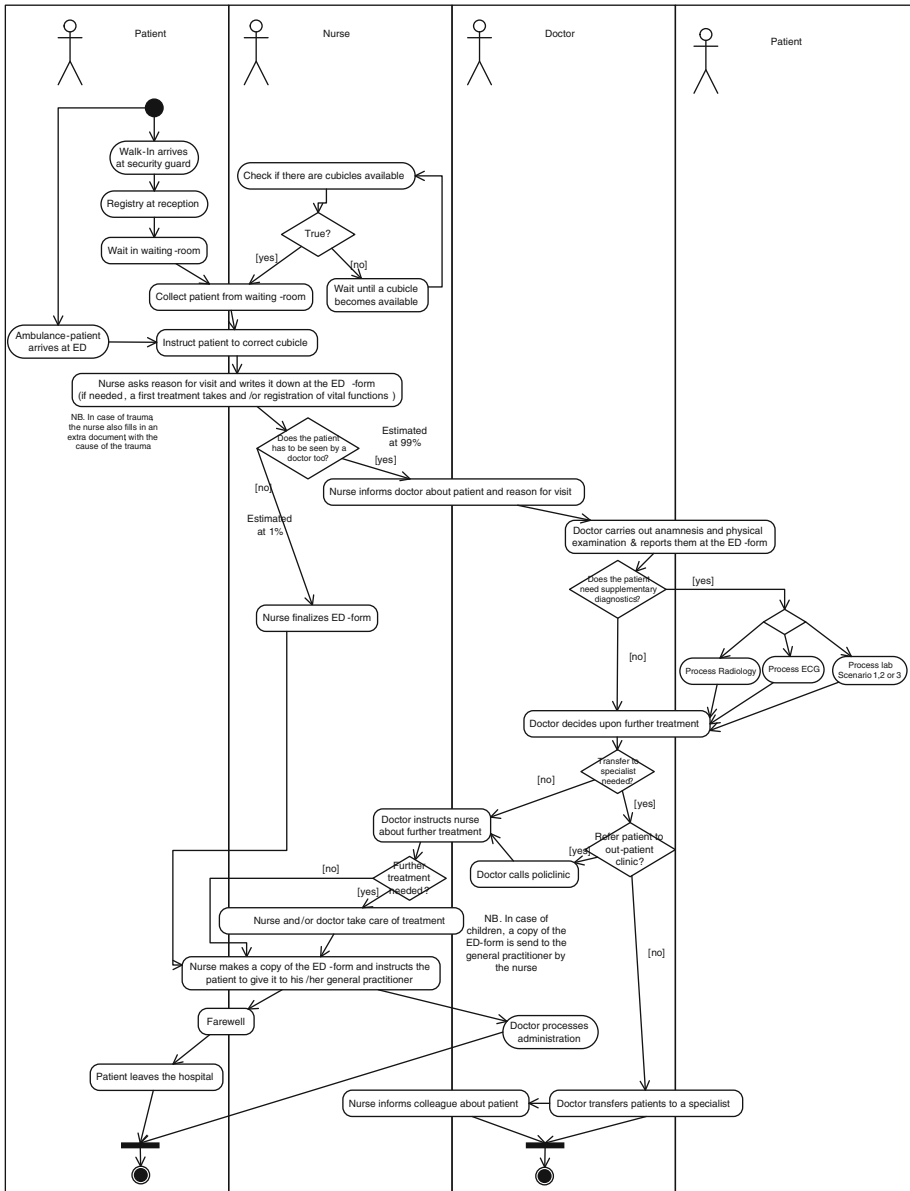 Patient
Nurse
Doctor
Patient
Walk-In arrives
at security guard
Check if there are cubicles available
Registry at reception
True?
Wait in waiting -room
[yes]
[no]
Collect patient from waiting -room
Wait until a cubicle
becomes available
Ambulance-patient
arrives at ED
Instruct patient to correct cubicle
Nurse asks reason for visit and writes it down at the ED -form
(if needed, a first treatment takes and /or registration of vital functions )
NB. In case of trauma,
the nurse also fills in an
extra document, with the
cause of the trauma
Does the patient
has to be seen by a
doctor too?
Estimated
at 99%
[yes]
[no]
Nurse informs doctor about patient and reason for visit
Estimated
at 1%
Doctor carries out anamnesis and physical
examination & reports them at the ED -form
Does the patient
need supplementary
diagnostics?
[yes]
Nurse finalizes ED -form
[no]
Process Radiology
Process ECG
Process lab
Scenario 1,2 or 3
Doctor decides upon further treatment
Transfer to
specialist
needed?
[no]
[yes]
Doctor instructs nurse
about further treatment
Refer patient to
out-patient
clinic?
[yes]
Doctor calls policlinic
Further
treatment
needed?
[no]
[yes]
Nurse and /or doctor take care of treatment
NB. In case of
children, a copy of the
ED-form is send to the
general practitioner by
the nurse
[no]
Nurse makes a copy of the ED -form and instructs the
patient to give it to his /her general practitioner
Farewell
Doctor processes
administration
Patient leaves the hospital
Nurse informs colleague about patient
Doctor transfers patients to a specialist